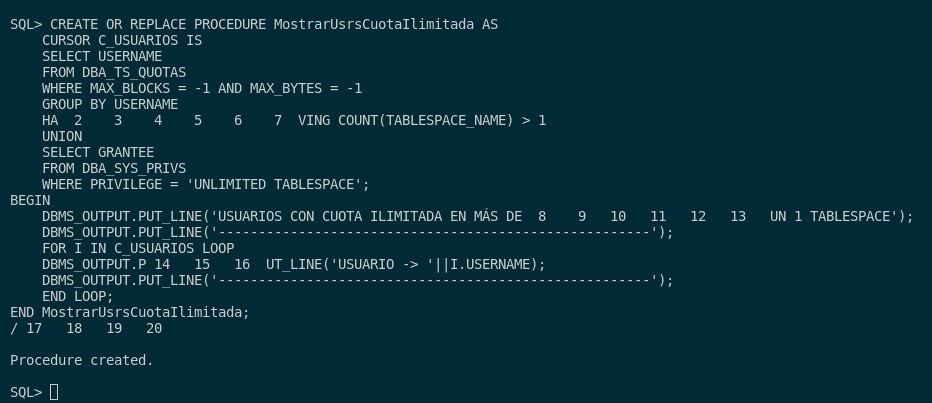 SQL> CREATE OR REPLACE PROCEDURE MostrarUsrsCuotaIlimitada AS
    CURSOR C_USUARIOS IS
    SELECT USERNAME
    FROM DBA_TS_QUOTAS
    WHERE MAX_BLOCKS = -1 AND MAX_BYTES = -1
    GROUP BY USERNAME
    HA  2    3    4    5    6    7  VING COUNT(TABLESPACE_NAME) > 1
    UNION
    SELECT GRANTEE
    FROM DBA_SYS_PRIVS
    WHERE PRIVILEGE = 'UNLIMITED TABLESPACE';
BEGIN
    DBMS_OUTPUT.PUT_LINE('USUARIOS CON CUOTA ILIMITADA EN MÁS DE  8    9   10   11   12   13   UN 1 TABLESPACE');
    DBMS_OUTPUT.PUT_LINE('------------------------------------------------------');
    FOR I IN C_USUARIOS LOOP
    DBMS_OUTPUT.P 14   15   16  UT_LINE('USUARIO -> '||I.USERNAME);
    DBMS_OUTPUT.PUT_LINE('------------------------------------------------------');
    END LOOP;
END MostrarUsrsCuotaIlimitada;
/ 17   18   19   20
Procedure created.
SQL>